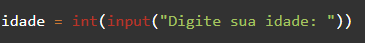 idade = int(input("Digite sua idade: "))